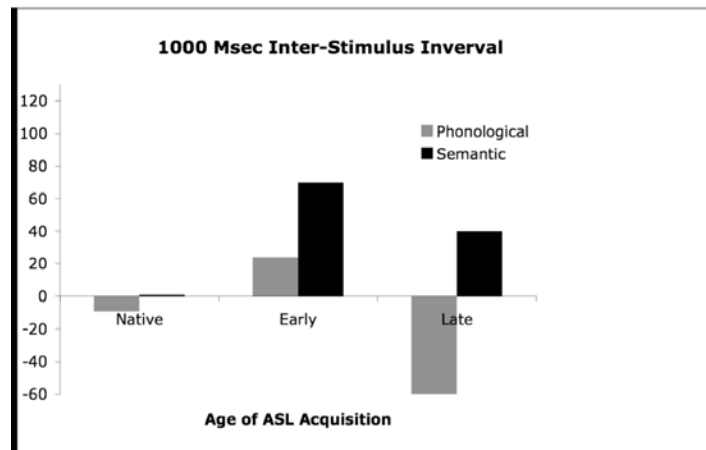 1000 Msec Inter-Stimulus Inverval
120
100
80
60
40
20
0
-20
-40
-60
Phonological
Semantic
Native Early Late
Age of ASL Acquisition